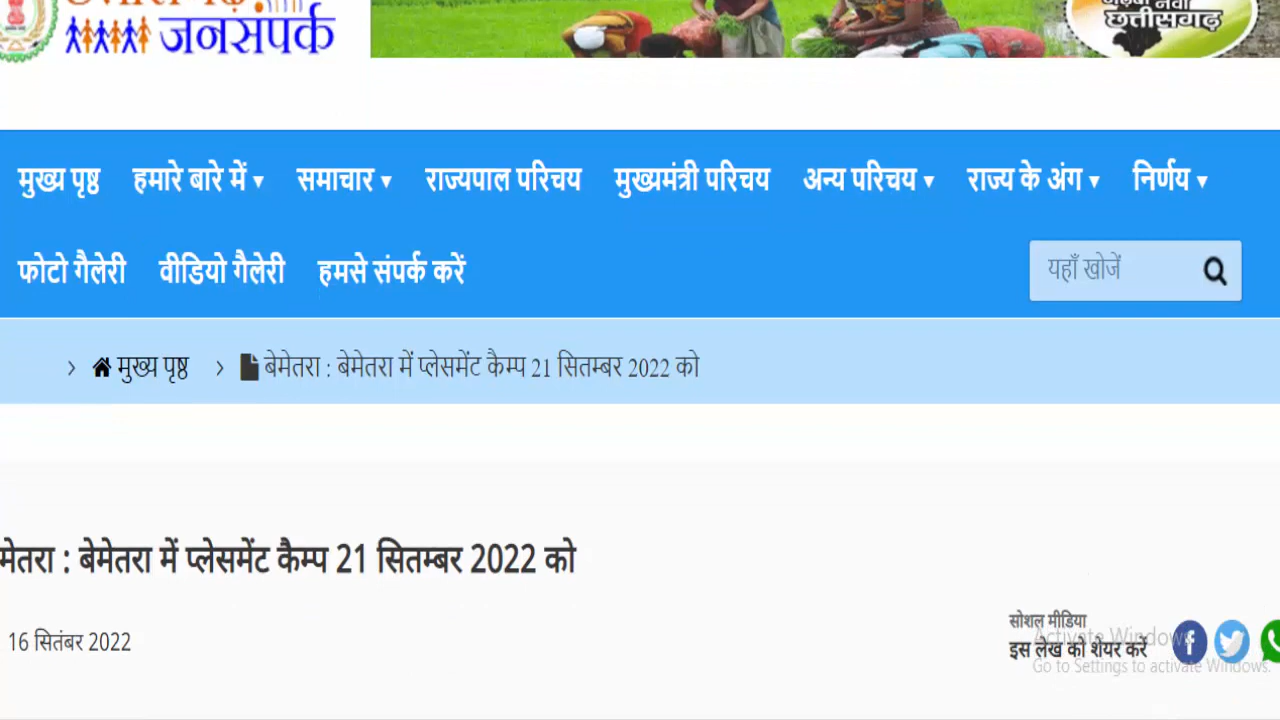 जनसंपर्क
छत्तीसगढ़
मुख्य पृष्ठ हमारे बारे में ▾ समाचार ▾ राज्यपाल परिचय मुख्यमंत्री परिचय अन्य परिचय ▾ राज्य के अंग ▾ निर्णय ▾
फोटो गैलेरी वीडियो गैलेरी हमसे संपर्क करें यहाँ खोजें
› मुख्य पृष्ठ › बेमेतरा : बेमेतरा में प्लेसमेंट कैम्प 21 सितम्बर 2022 को
मेतरा : बेमेतरा में प्लेसमेंट कैम्प 21 सितम्बर 2022 को
सोशल मीडिया
16 सितंबर 2022 इस लेख को शेयर करें
Activate Windows
Go to Settings to activate Windows.